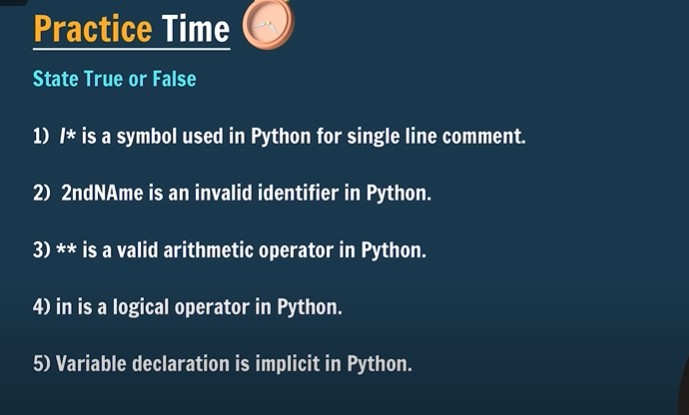 Practice Time
State True or False
1) /* is a symbol used in Python for single line comment.
2) 2ndNAme is an invalid identifier in Python.
3) ** is a valid arithmetic operator in Python.
4) in is a logical operator in Python.
5) Variable declaration is implicit in Python.